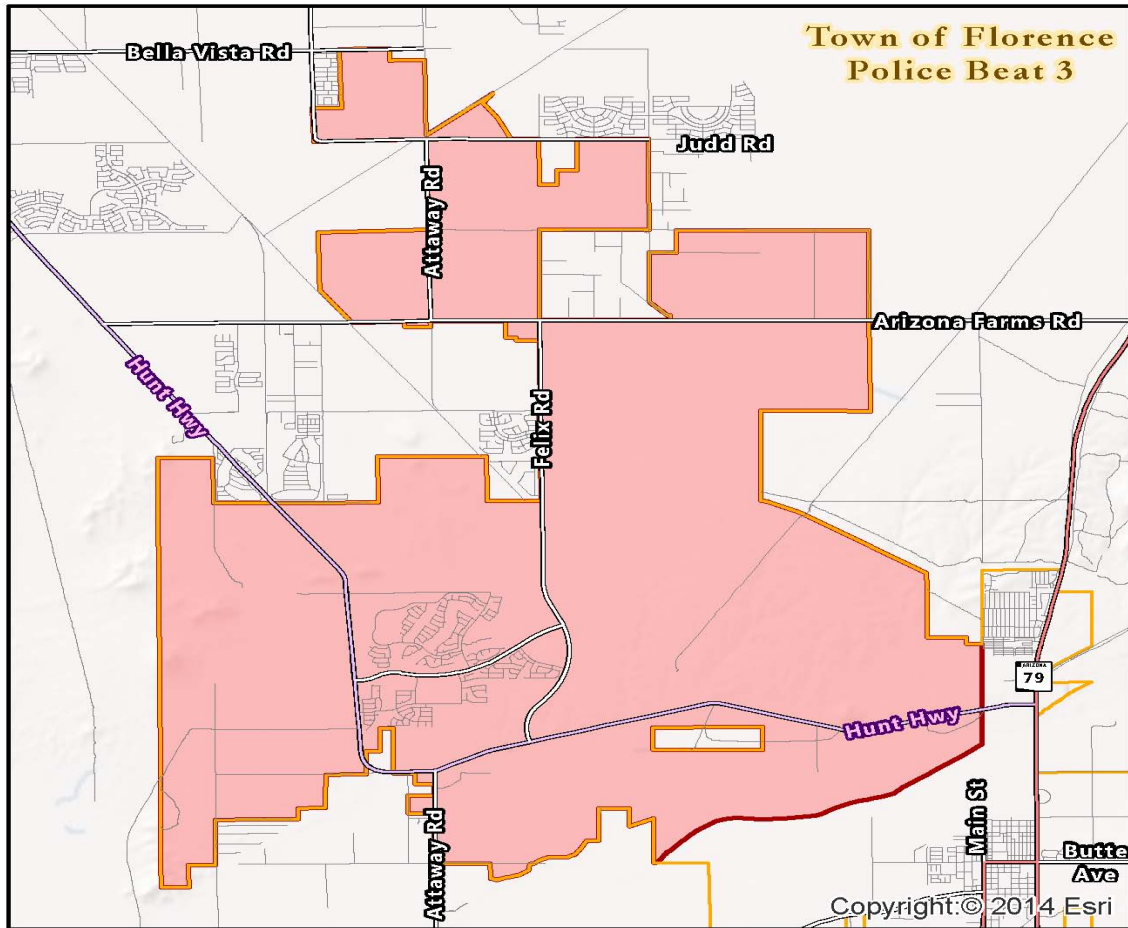 Town of Florence
Police Beat 3
Bella Vista Rd
Judd Rd
Attaway Rd
Arizona Farms Rd
Hunt Hwy
Felix Rd
ARIZONA
79
Hunt Hwy
Main St
Attaway Rd
Butte
Ave
Copyright:© 2014 Esri